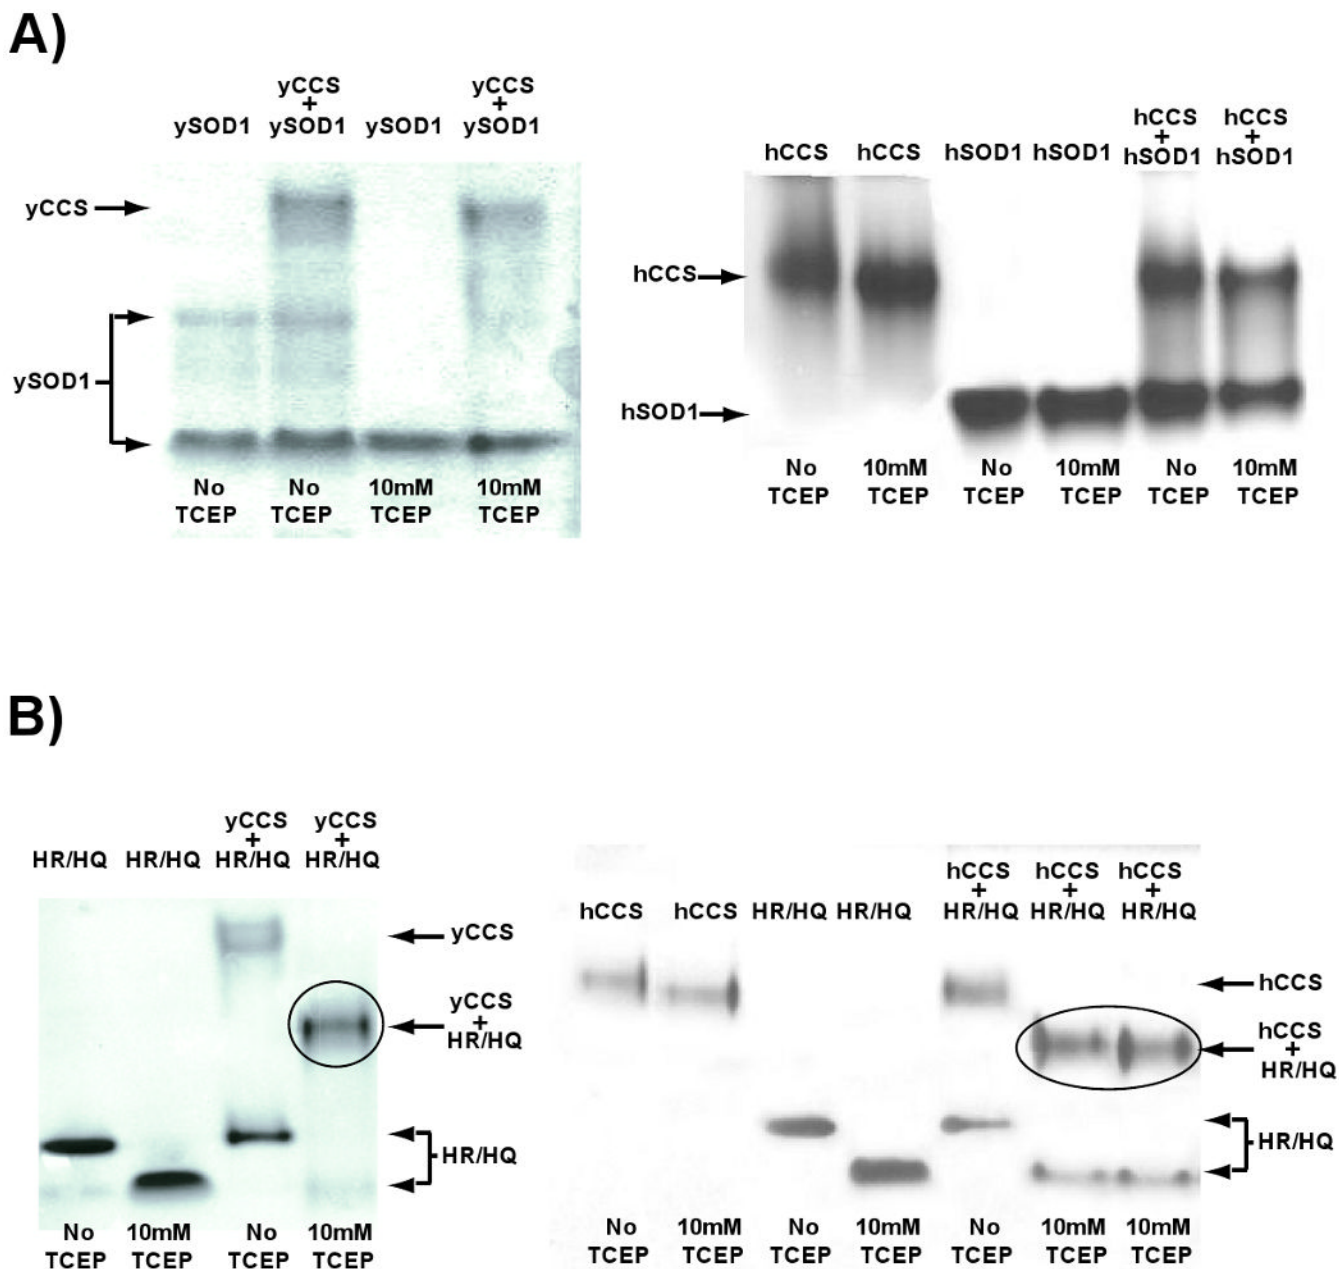 A)
yCCS
+
ySOD1 ySOD1 ySOD1 ySOD1
yCCS
+
yCCS
ySOD1
No No 10mM 10mM
TCEP TCEP TCEP TCEP
hCCS hCCS
+ +
hCCS hCCS hSOD1 hSOD1 hSOD1 hSOD1
hCCS
hSOD1
No 10mM No 10mM No 10mM
TCEP TCEP TCEP TCEP TCEP TCEP
B)
yCCS yCCS
+ +
HR/HQ HR/HQ HR/HQ HR/HQ
yCCS
yCCS
+
HR/HQ
HR/HQ
No 10mM No 10mM
TCEP TCEP TCEP TCEP
hCCS hCCS hCCS
+ + +
hCCS hCCS HR/HQ HR/HQ HR/HQ HR/HQ HR/HQ
hCCS
hCCS
+
HR/HQ
HR/HQ
No 10mM No 10mM No 10mM 10mM
TCEP TCEP TCEP TCEP TCEP TCEP TCEP